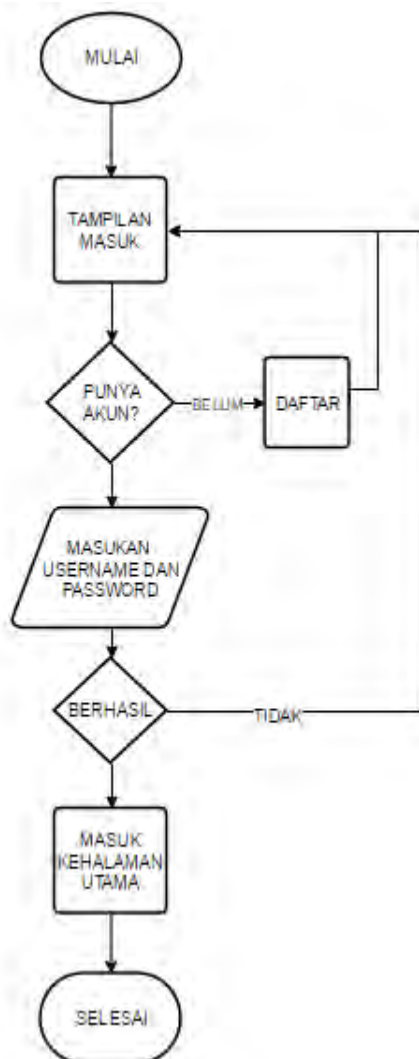 MULAI
TAMPILAN
MASUK
PUNYA
AKUN?
BELUM
DAFTAR
MASUKAN
USERNAME DAN
PASSWORD
BERHASIL
TIDAK
MASUK
KEHALAMAN
UTAMA
SELESAI